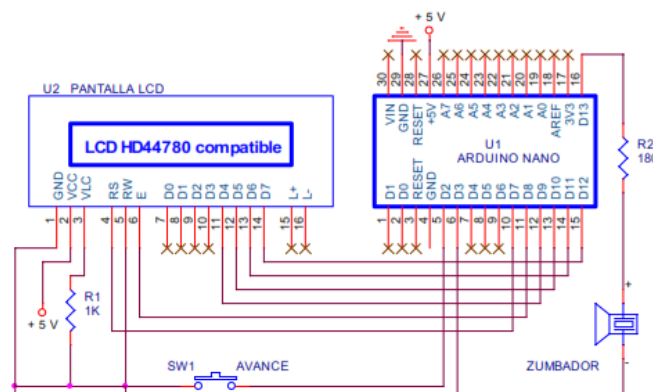 + 5 V
U2 PANTALLA LCD
LCD HD44780 compatible
GND VCC VLC RS RW E D0 D1 D2 D3 D4 D5 D6 D7 L+ L-
1 2 3 4 5 6 7 8 9 10 11 12 13 14 15 16
30 29 28 27 26 25 24 23 22 21 20 19 18 17 16
VIN GND RESET +5V A7 A6 A5 A4 A3 A2 A1 A0 AREF 3V3 D13
U1
ARDUINO NANO
D1 D0 RESET GND D2 D3 D4 D5 D6 D7 D8 D9 D10 D11 D12
1 2 3 4 5 6 7 8 9 10 11 12 13 14 15
R2
180
R1
1K
+ 5 V
SW1 AVANCE
+
ZUMBADOR
-